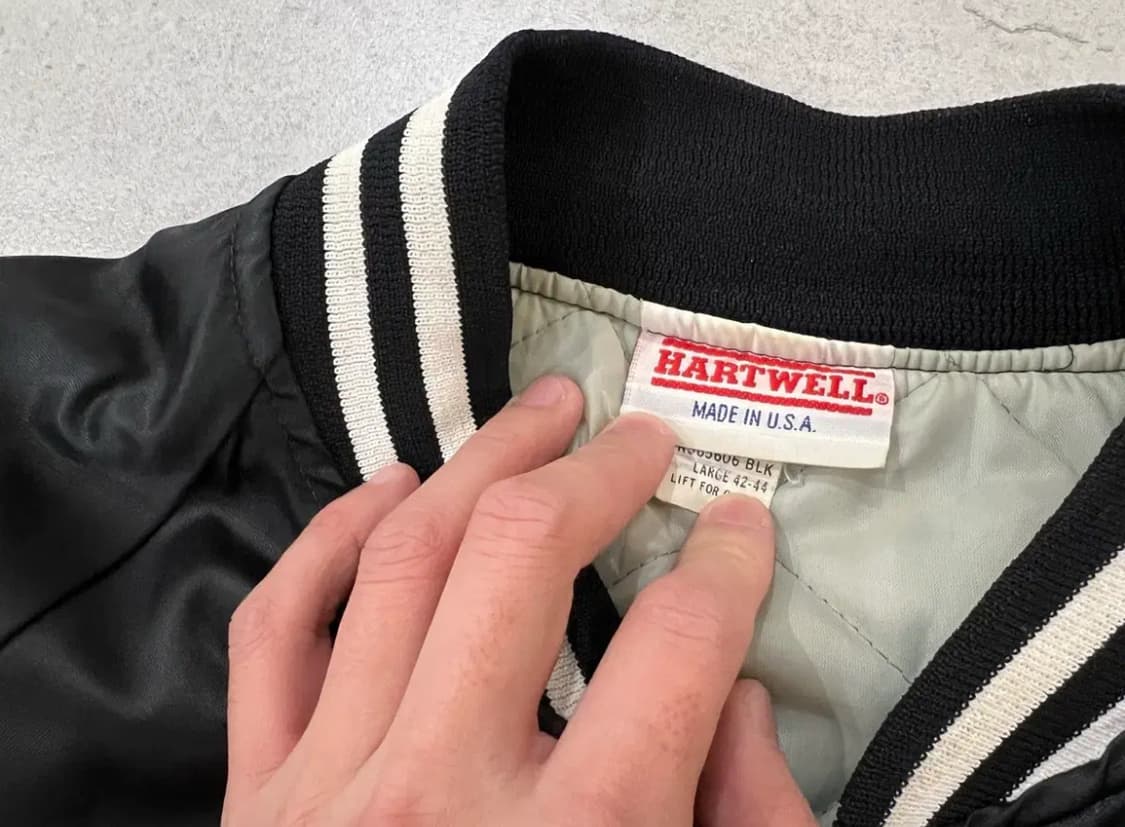 HARTWELL®
MADE IN U.S.A.
BLK
LARGE 42-44
LIFT FOR